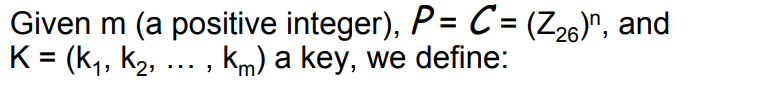 Given m (a positive integer), P = C = (Z₂₆)ⁿ, and
K = (k₁, k₂, … , kₘ) a key, we define: